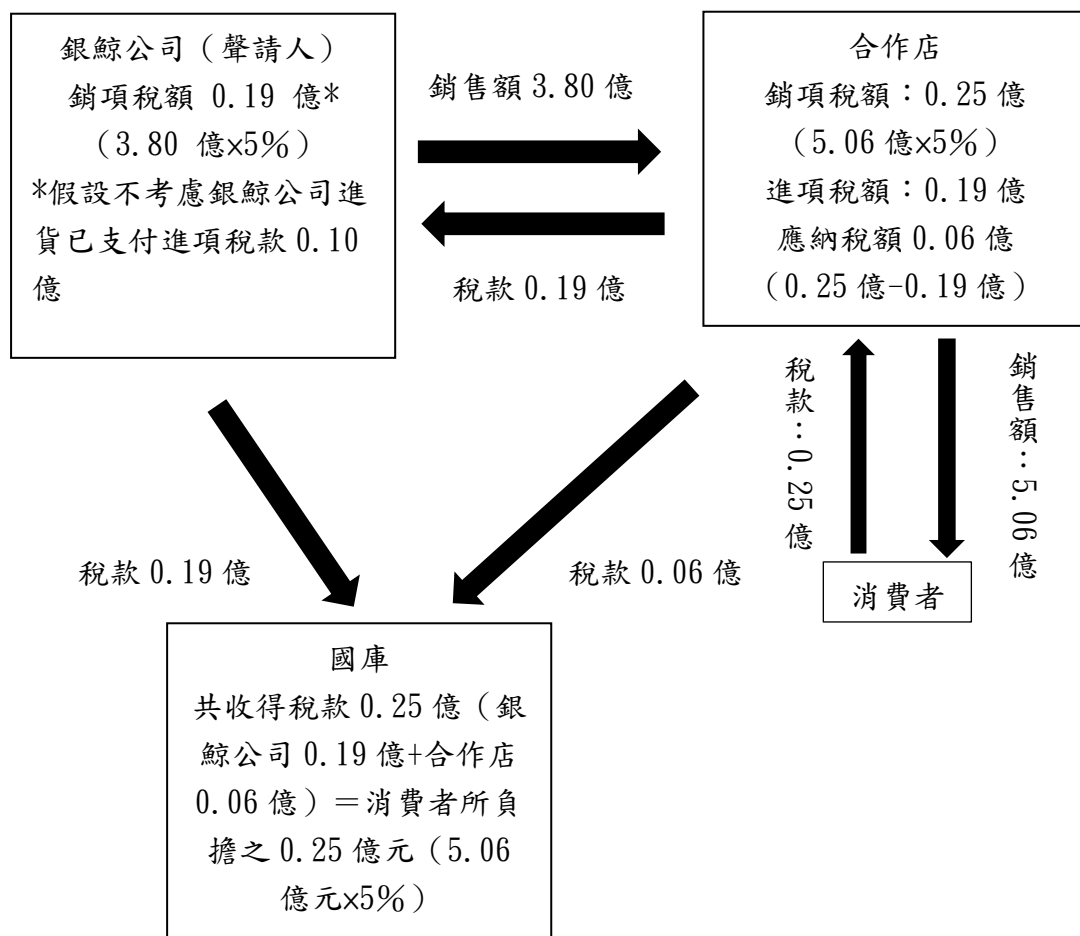 銀鯨公司（聲請人）
銷項稅額 0.19 億*
（3.80 億×5%）
*假設不考慮銀鯨公司進
貨已支付進項稅款 0.10
億
銷售額 3.80 億
稅款 0.19 億
合作店
銷項稅額：0.25 億
(5.06 億×5%）
進項稅額：0.19 億
應納稅額 0.06 億
（0.25 億-0.19 億）
稅款：0.25 億
銷售額：5.06 億
消費者
稅款 0.19 億
稅款 0.06 億
國庫
共收得稅款 0.25 億（銀
鯨公司 0.19 億+合作店
0.06 億）＝消費者所負
擔之 0.25 億元（5.06
億元×5%）